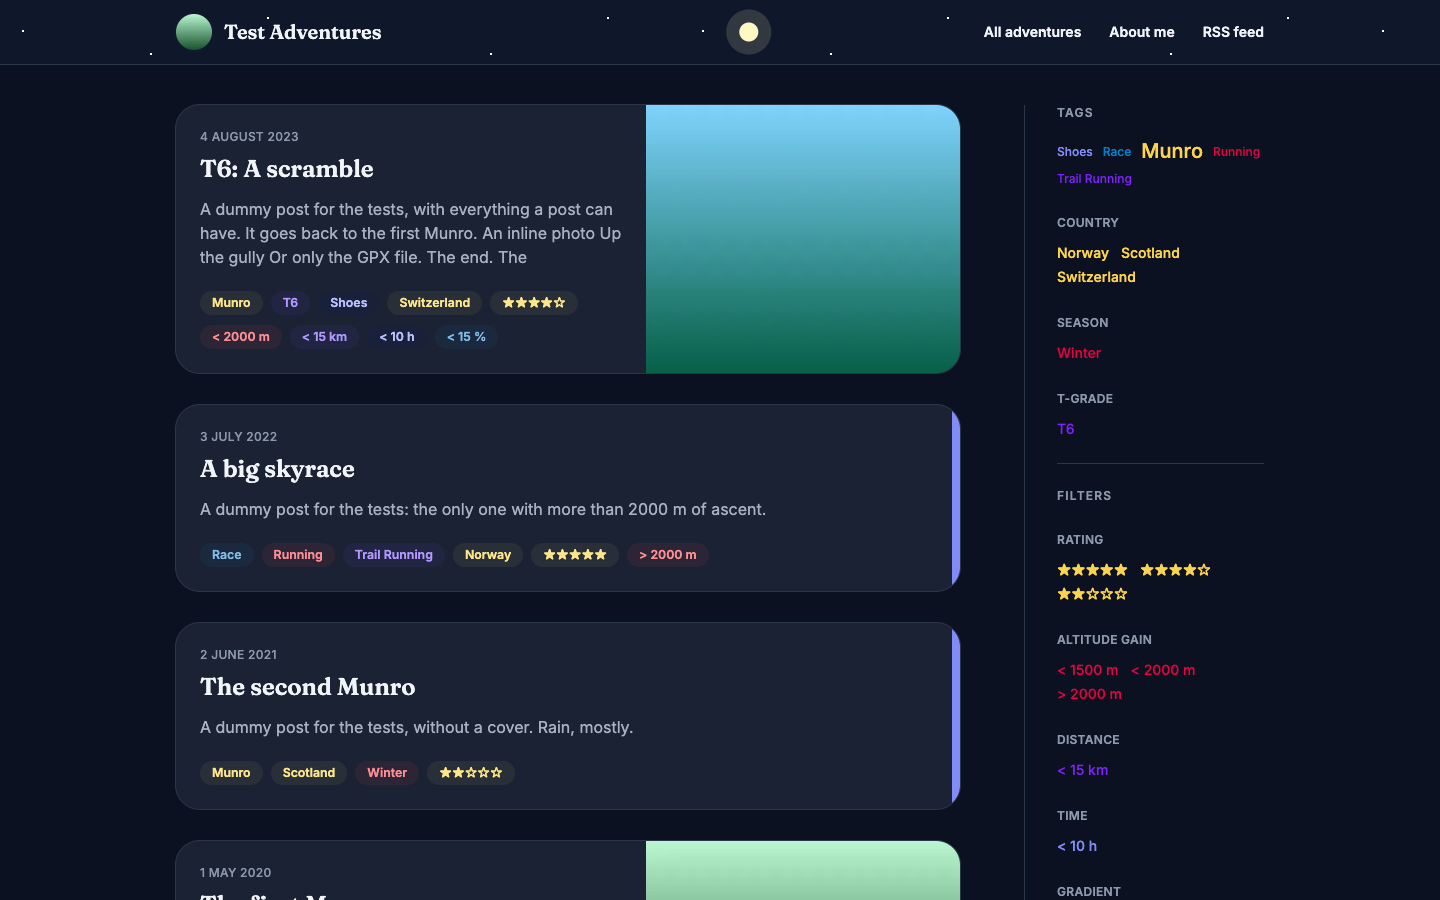 Test Adventures
All adventures About me RSS feed
4 AUGUST 2023
T6: A scramble
A dummy post for the tests, with everything a post can
have. It goes back to the first Munro. An inline photo Up
the gully Or only the GPX file. The end. The
Munro T6 Shoes Switzerland ★★★★☆
< 2000 m < 15 km < 10 h < 15 %
3 JULY 2022
A big skyrace
A dummy post for the tests: the only one with more than 2000 m of ascent.
Race Running Trail Running Norway ★★★★★ > 2000 m
2 JUNE 2021
The second Munro
A dummy post for the tests, without a cover. Rain, mostly.
Munro Scotland Winter ★★☆☆☆
1 MAY 2020
The first M
TAGS
Shoes Race Munro Running
Trail Running
COUNTRY
Norway Scotland
Switzerland
SEASON
Winter
T-GRADE
T6
FILTERS
RATING
★★★★★ ★★★★☆
★★☆☆☆
ALTITUDE GAIN
< 1500 m < 2000 m
> 2000 m
DISTANCE
< 15 km
TIME
< 10 h
GRADIENT